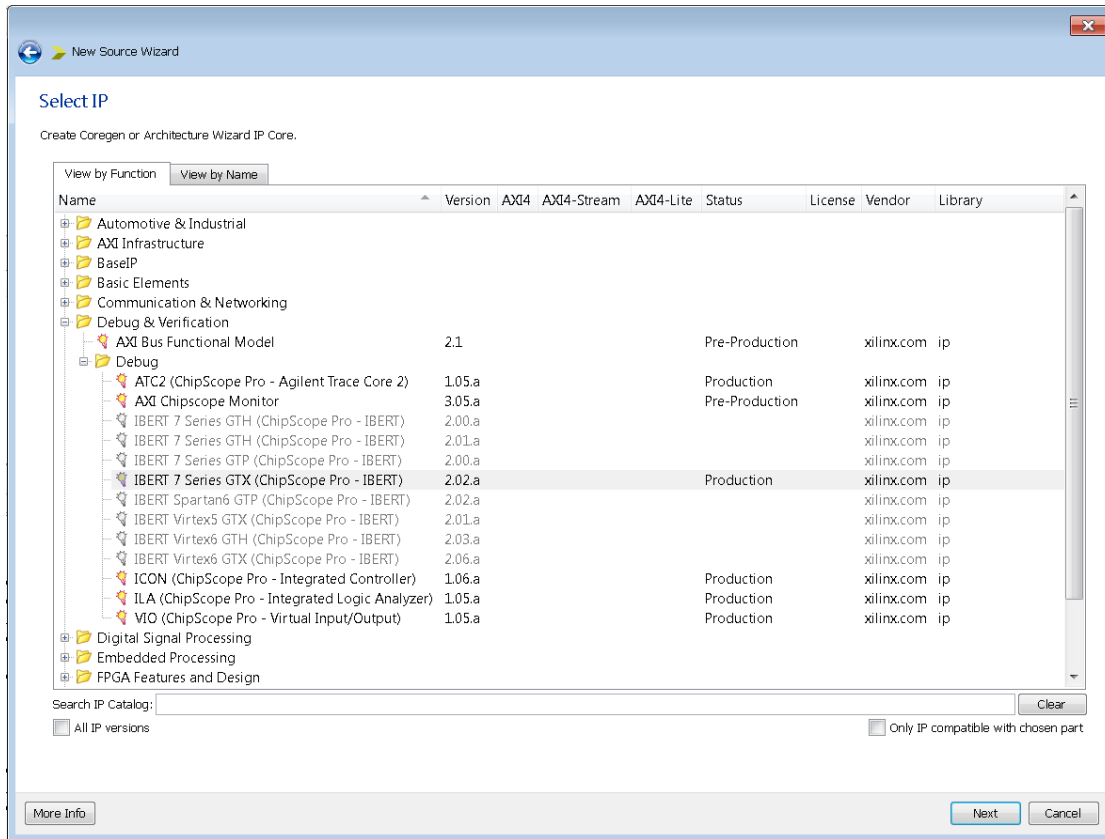 New Source Wizard
Select IP
Create Coregen or Architecture Wizard IP Core.
View by Function View by Name
Name Version AXI4 AXI4-Stream AXI4-Lite Status License Vendor Library
Automotive & Industrial
AXI Infrastructure
BaseIP
Basic Elements
Communication & Networking
Debug & Verification
AXI Bus Functional Model 2.1 Pre-Production xilinx.com ip
Debug
ATC2 (ChipScope Pro - Agilent Trace Core 2) 1.05.a Production xilinx.com ip
AXI Chipscope Monitor 3.05.a Pre-Production xilinx.com ip
IBERT 7 Series GTH (ChipScope Pro - IBERT) 2.00.a xilinx.com ip
IBERT 7 Series GTH (ChipScope Pro - IBERT) 2.01.a xilinx.com ip
IBERT 7 Series GTP (ChipScope Pro - IBERT) 2.00.a xilinx.com ip
IBERT 7 Series GTX (ChipScope Pro - IBERT) 2.02.a Production xilinx.com ip
IBERT Spartan6 GTP (ChipScope Pro - IBERT) 2.02.a xilinx.com ip
IBERT Virtex5 GTX (ChipScope Pro - IBERT) 2.01.a xilinx.com ip
IBERT Virtex6 GTH (ChipScope Pro - IBERT) 2.03.a xilinx.com ip
IBERT Virtex6 GTX (ChipScope Pro - IBERT) 2.06.a xilinx.com ip
ICON (ChipScope Pro - Integrated Controller) 1.06.a Production xilinx.com ip
ILA (ChipScope Pro - Integrated Logic Analyzer) 1.05.a Production xilinx.com ip
VIO (ChipScope Pro - Virtual Input/Output) 1.05.a Production xilinx.com ip
Digital Signal Processing
Embedded Processing
FPGA Features and Design
Search IP Catalog: Clear
All IP versions Only IP compatible with chosen part
More Info Next Cancel